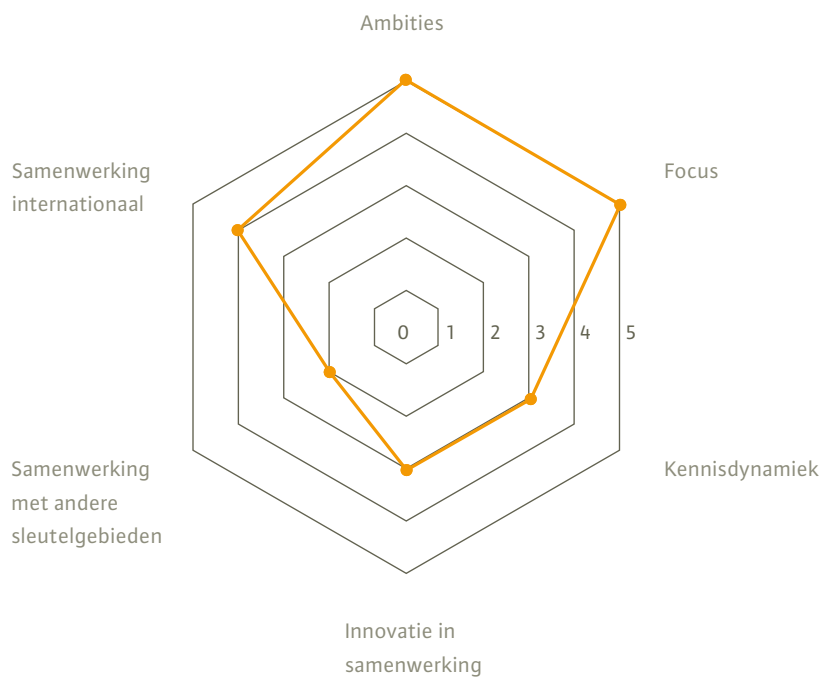 Ambities
Samenwerking
internationaal
Focus
0 1 2 3 4 5
Samenwerking
met andere
sleutelgebieden
Kennisdynamiek
Innovatie in
samenwerking